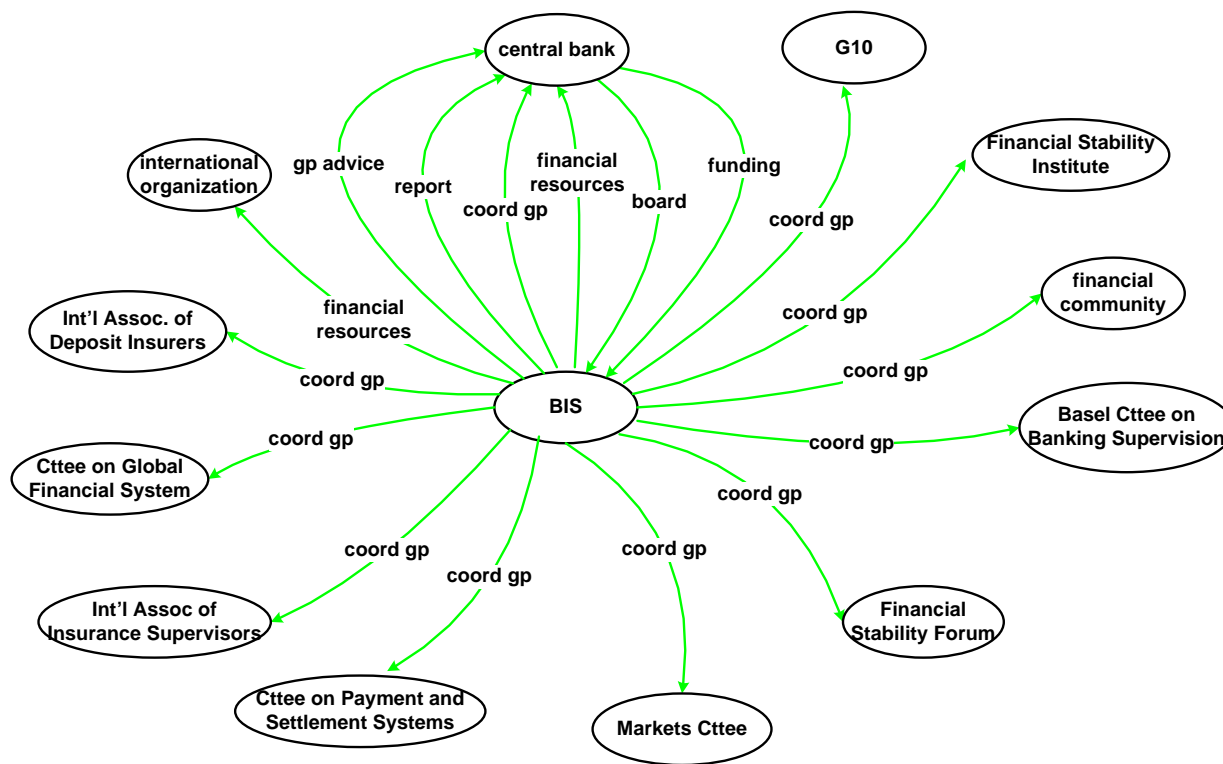 central bank
G10
Financial Stability
Institute
international
organization
gp advice
report
coord gp
financial
resources
board
funding
coord gp
financial
community
financial
resources
coord gp
Int'l Assoc. of
Deposit Insurers
coord gp
coord gp
BIS
Basel Cttee on
Banking Supervision
coord gp
coord gp
Cttee on Global
Financial System
coord gp
coord gp
coord gp
coord gp
Int'l Assoc of
Insurance Supervisors
Financial
Stability Forum
Cttee on Payment and
Settlement Systems
Markets Cttee